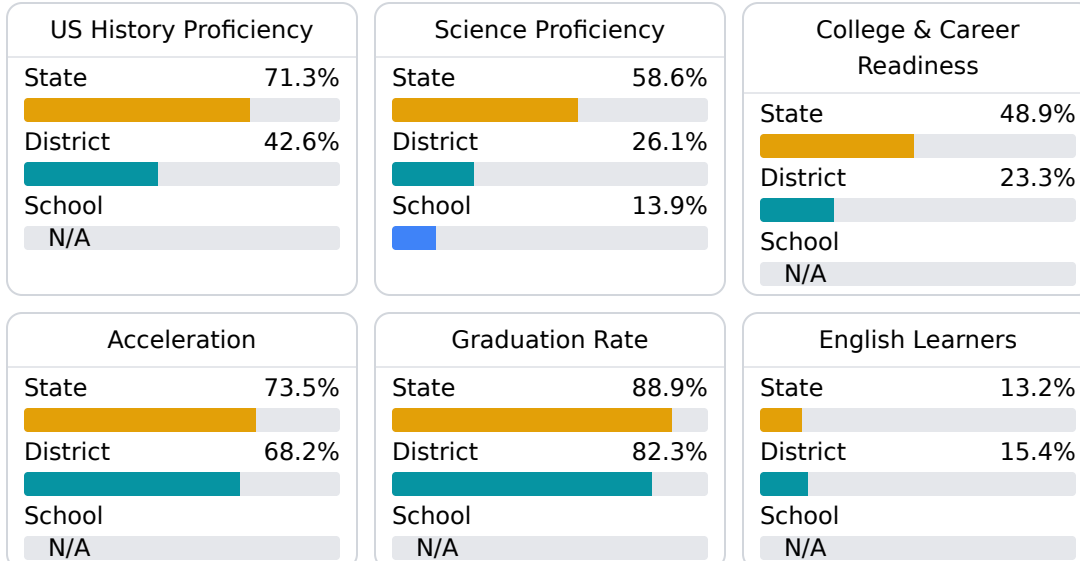 US History Proficiency
State 71.3%
District 42.6%
School
N/A
Science Proficiency
State 58.6%
District 26.1%
School 13.9%
College & Career
Readiness
State 48.9%
District 23.3%
School
N/A
Acceleration
State 73.5%
District 68.2%
School
N/A
Graduation Rate
State 88.9%
District 82.3%
School
N/A
English Learners
State 13.2%
District 15.4%
School
N/A